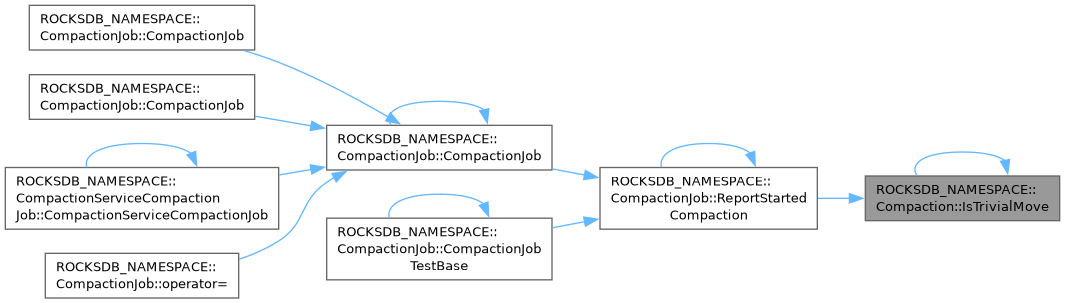 ROCKSDB_NAMESPACE::
CompactionJob::CompactionJob
ROCKSDB_NAMESPACE::
CompactionJob::CompactionJob
ROCKSDB_NAMESPACE::
CompactionServiceCompaction
Job::CompactionServiceCompactionJob
ROCKSDB_NAMESPACE::
CompactionJob::operator=
ROCKSDB_NAMESPACE::
CompactionJob::CompactionJob
ROCKSDB_NAMESPACE::
CompactionJob::CompactionJob
TestBase
ROCKSDB_NAMESPACE::
CompactionJob::ReportStarted
Compaction
ROCKSDB_NAMESPACE::
Compaction::IsTrivialMove